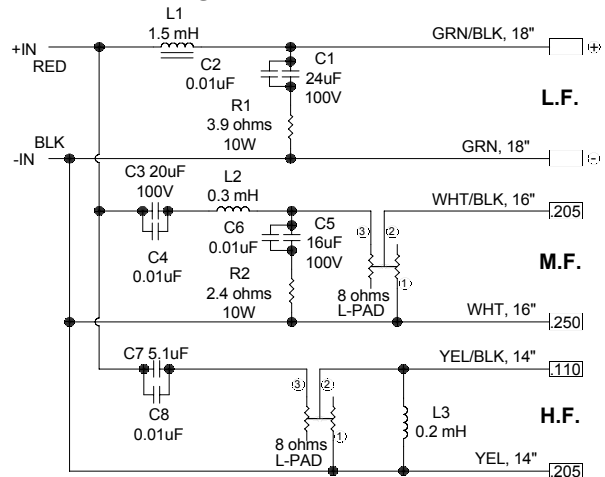 L1
1.5 mH
GRN/BLK, 18"
+IN
RED
(+)
C2
0.01uF
C1
24uF
100V
L.F.
R1
3.9 ohms
10W
BLK
-IN
GRN, 18"
(-)
C3 20uF
100V
L2
0.3 mH
WHT/BLK, 16"
.205
C4
0.01uF
C6
0.01uF
C5
16uF
100V
(3)
(2)
M.F.
R2
2.4 ohms
10W
(1)
8 ohms
L-PAD
WHT, 16"
.250
C7 5.1uF
YEL/BLK, 14"
.110
C8
0.01uF
(3)
(2)
H.F.
L3
0.2 mH
(1)
8 ohms
L-PAD
YEL, 14"
.205